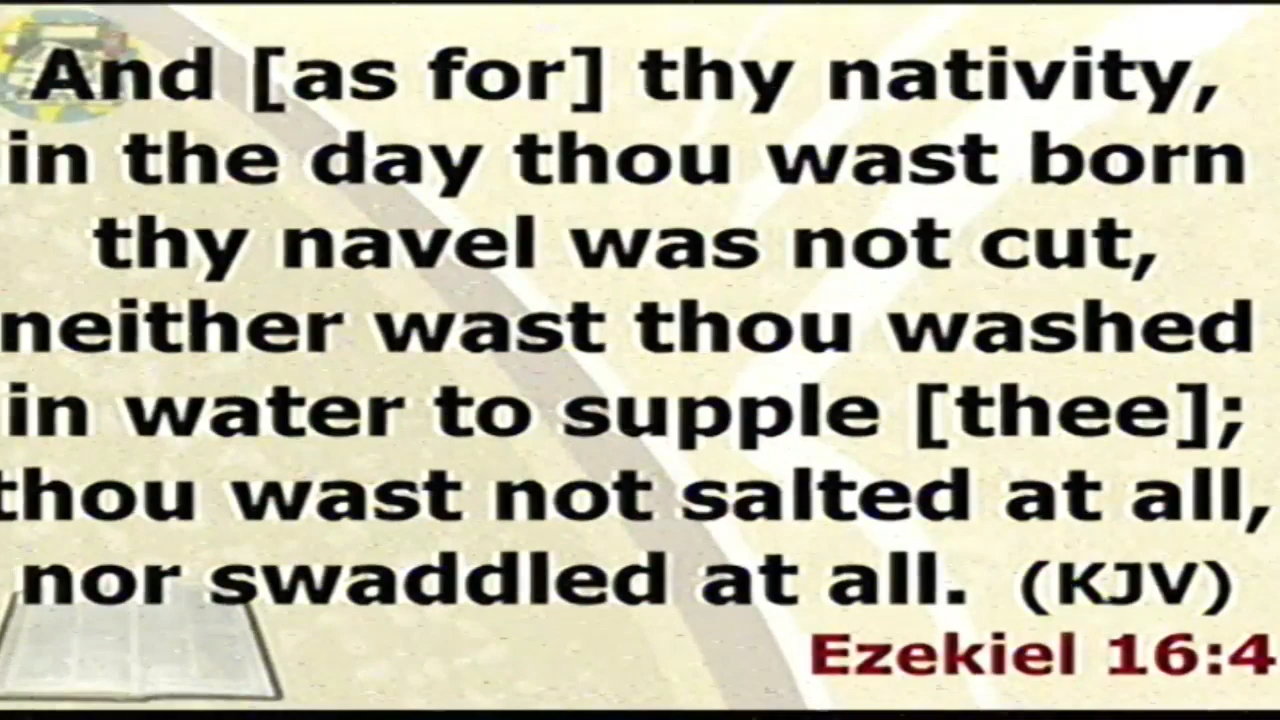 And [as for] thy nativity,
in the day thou wast born
thy navel was not cut,
neither wast thou washed
in water to supple [thee];
thou wast not salted at all,
nor swaddled at all. (KJV)
Ezekiel 16:4